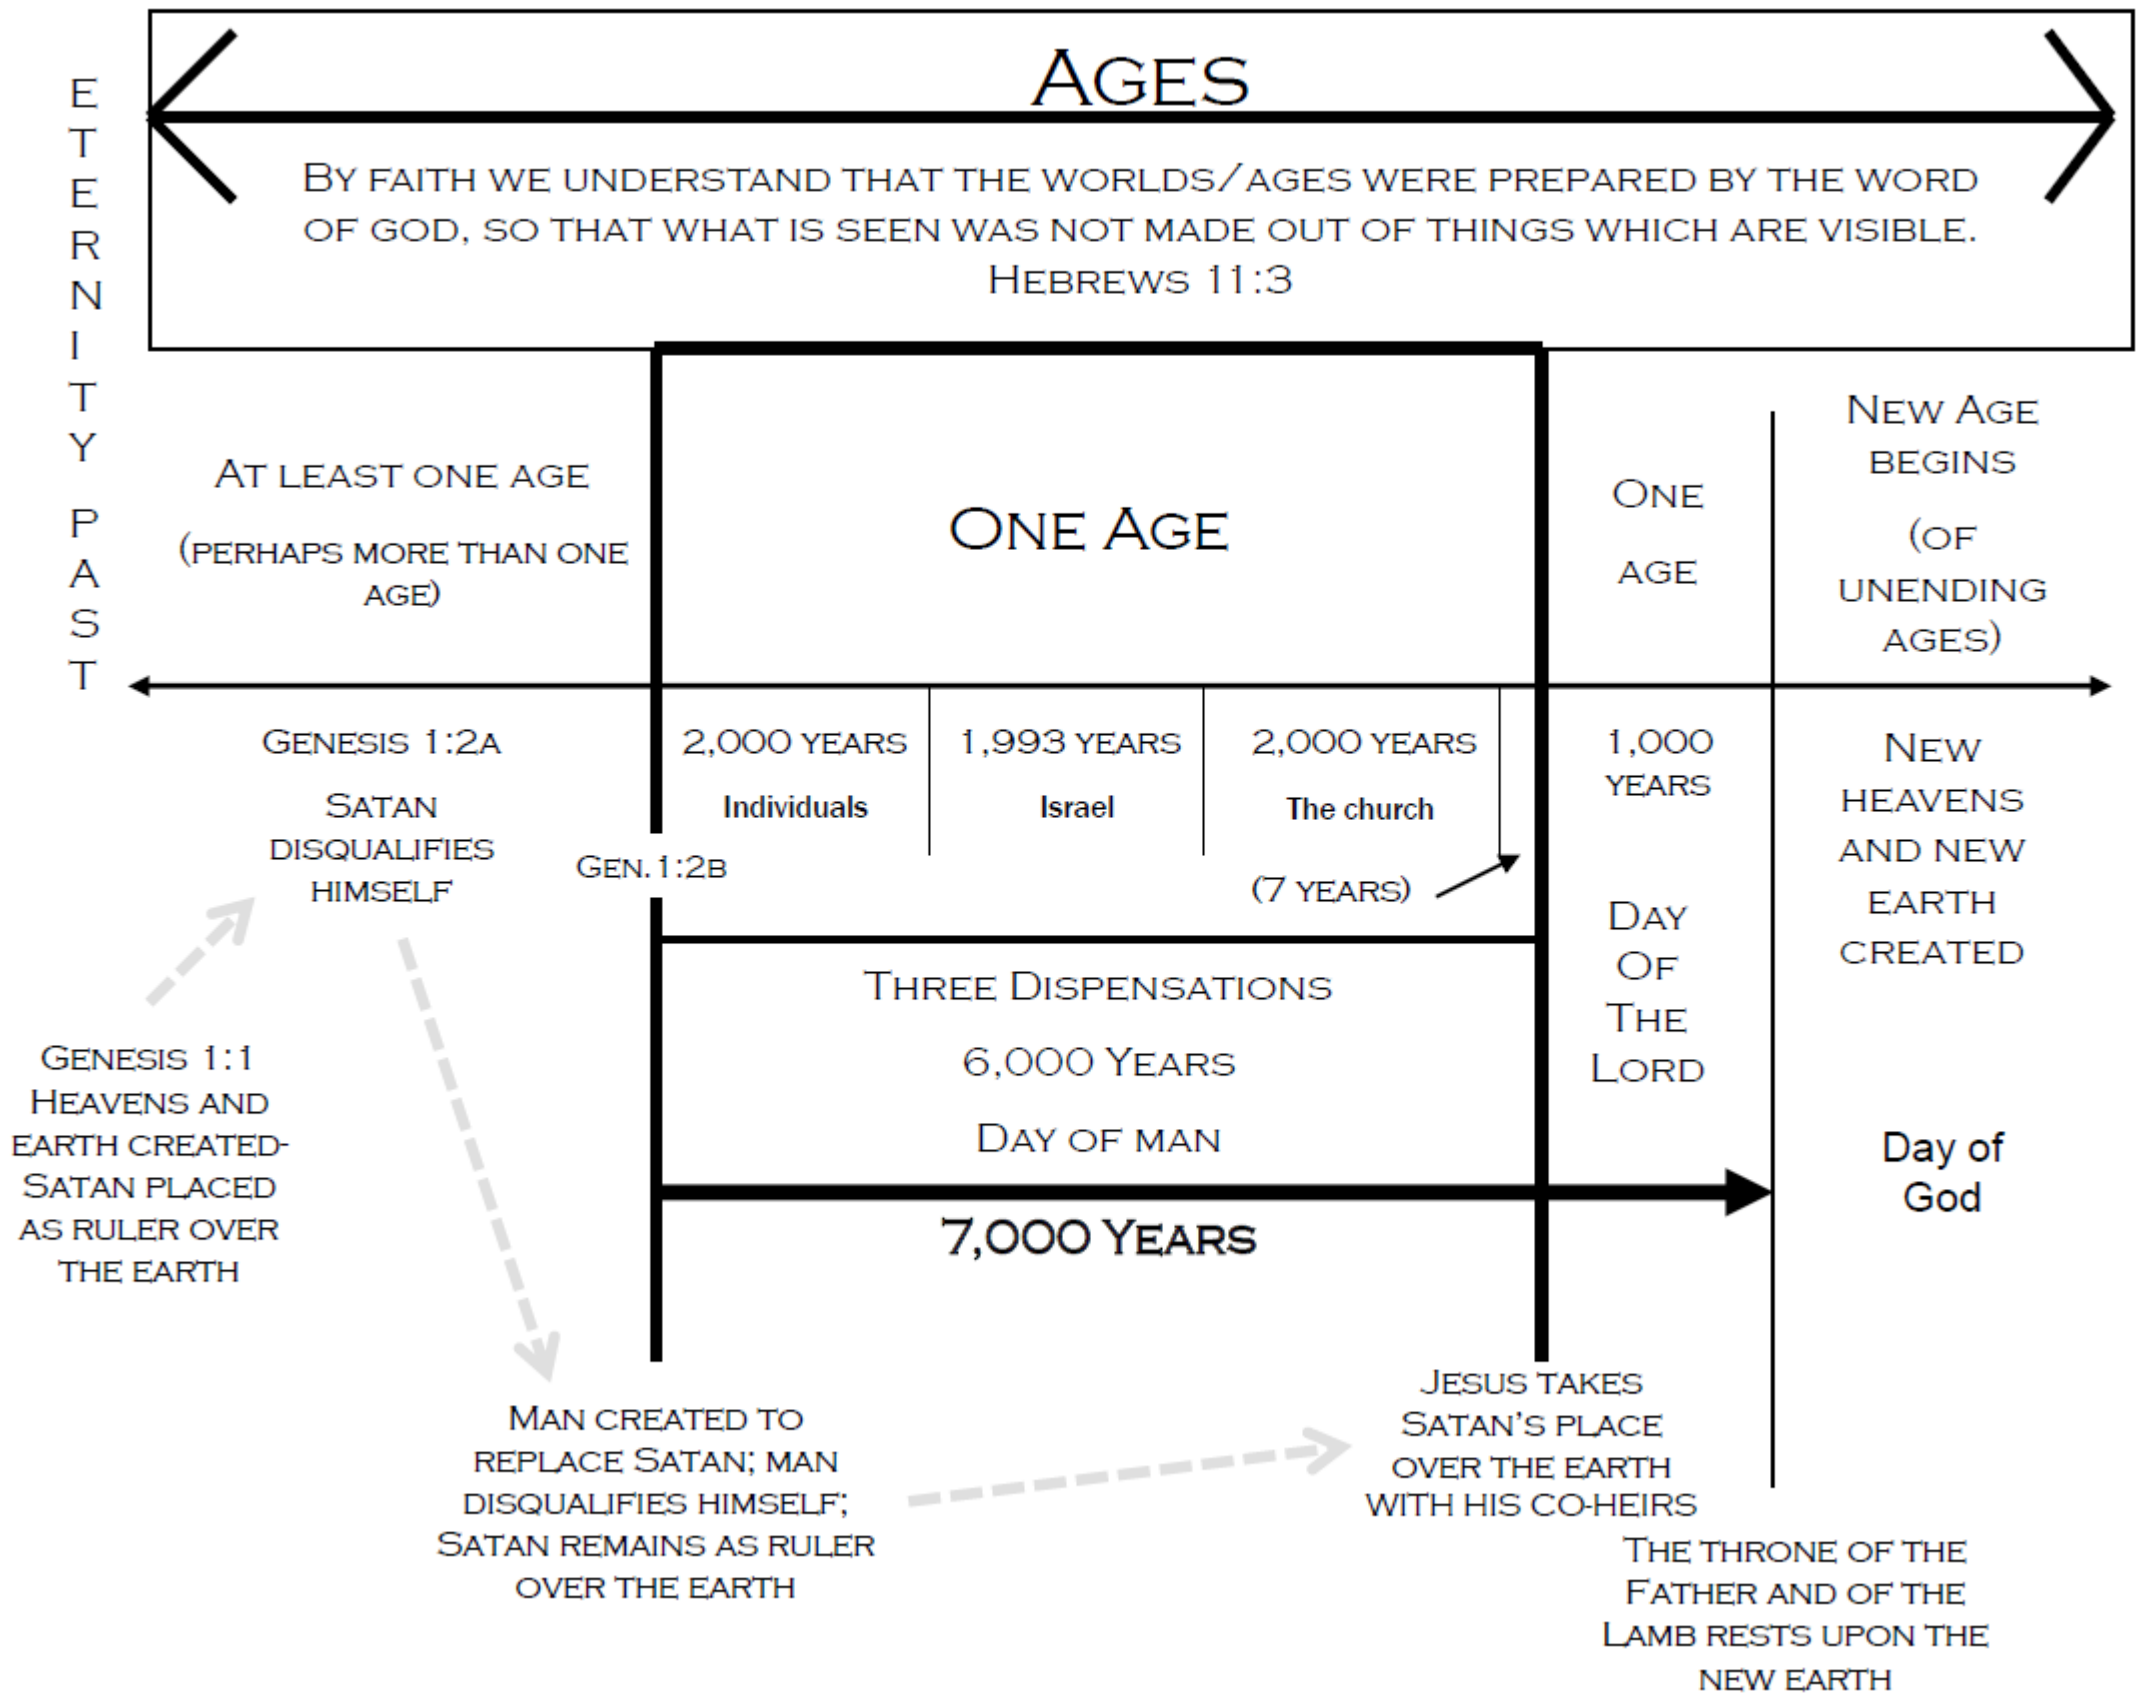 ETERNITY PAST
AGES
BY FAITH WE UNDERSTAND THAT THE WORLDS/AGES WERE PREPARED BY THE WORD
OF GOD, SO THAT WHAT IS SEEN WAS NOT MADE OUT OF THINGS WHICH ARE VISIBLE.
HEBREWS 11:3
AT LEAST ONE AGE
(PERHAPS MORE THAN ONE
AGE)
ONE AGE
ONE
AGE
NEW AGE
BEGINS
(OF
UNENDING
AGES)
GENESIS 1:2A
SATAN
DISQUALIFIES
HIMSELF
GEN.1:2B
2,000 YEARS
Individuals
1,993 YEARS
Israel
2,000 YEARS
The church
(7 YEARS)
1,000
YEARS
DAY
OF
THE
LORD
NEW
HEAVENS
AND NEW
EARTH
CREATED
THREE DISPENSATIONS
6,000 YEARS
DAY OF MAN
7,000 YEARS
Day of
God
GENESIS 1:1
HEAVENS AND
EARTH CREATED-
SATAN PLACED
AS RULER OVER
THE EARTH
MAN CREATED TO
REPLACE SATAN; MAN
DISQUALIFIES HIMSELF;
SATAN REMAINS AS RULER
OVER THE EARTH
JESUS TAKES
SATAN'S PLACE
OVER THE EARTH
WITH HIS CO-HEIRS
THE THRONE OF THE
FATHER AND OF THE
LAMB RESTS UPON THE
NEW EARTH